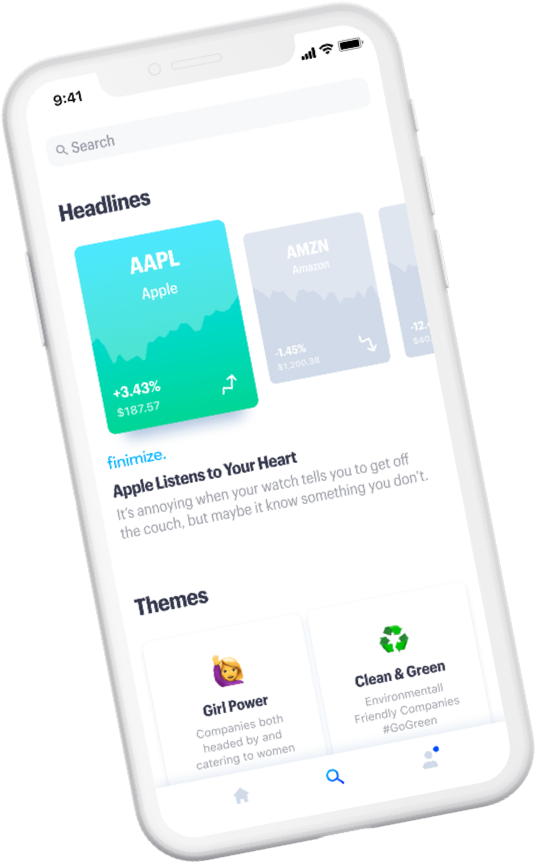 9:41
Search
Headlines
AAPL
Apple
+3.43%
$187.57
AMZN
Amazon
-1.45%
$1,200.38
finimize.
Apple Listens to Your Heart
It's annoying when your watch tells you to get off
the couch, but maybe it know something you don't.
Themes
Girl Power
Companies both
headed by and
catering to women
Clean & Green
Environmentall
Friendly Companies
#GoGreen